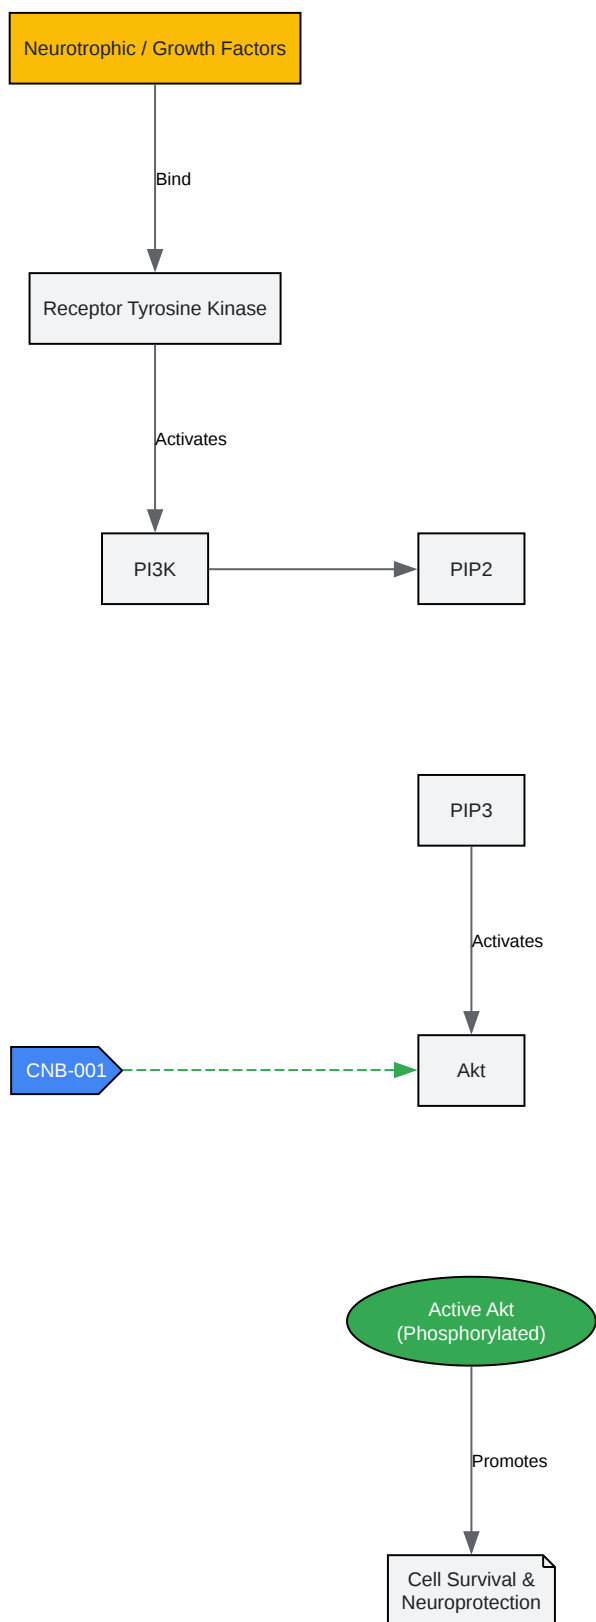 Neurotrophic / Growth Factors
Bind
Receptor Tyrosine Kinase
Activates
PI3K
PIP2
PIP3
Activates
CNB-001
Akt
Active Akt
(Phosphorylated)
Promotes
Cell Survival &
Neuroprotection